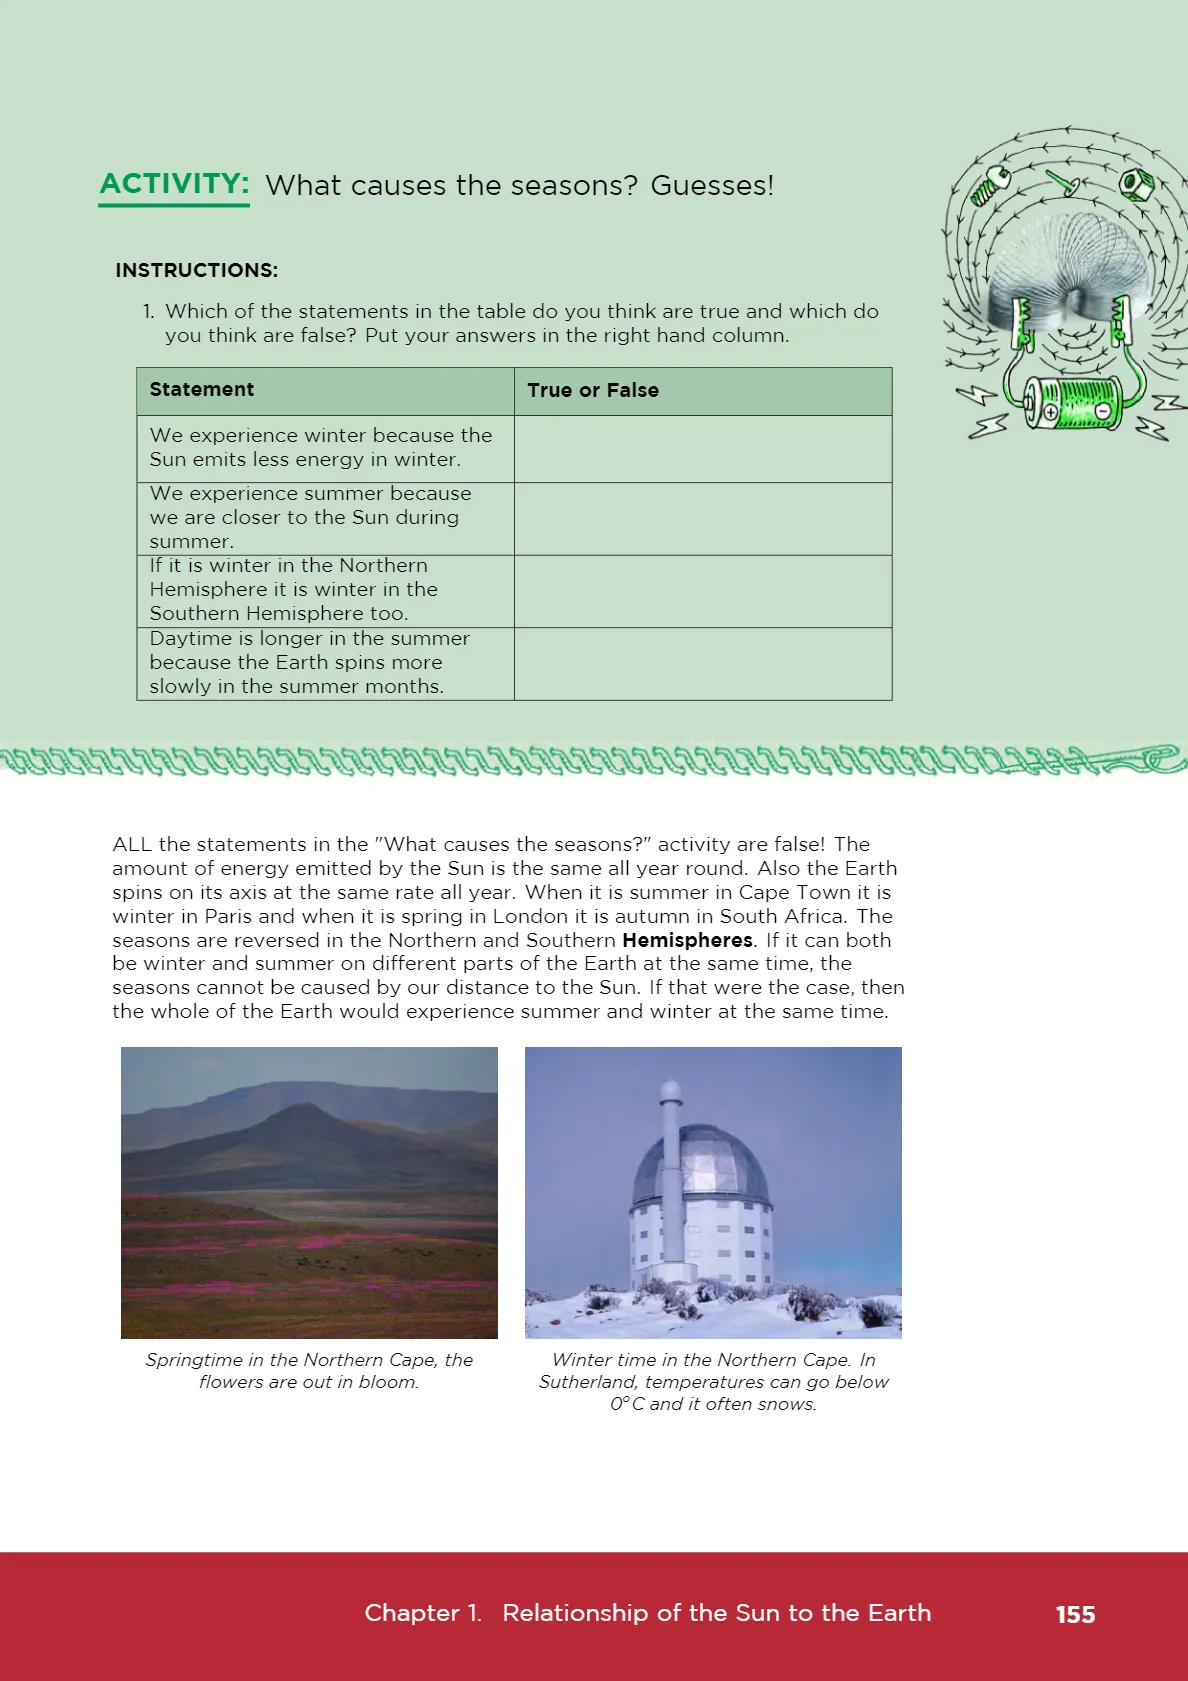 ACTIVITY: What causes the seasons? Guesses!
INSTRUCTIONS:
1. Which of the statements in the table do you think are true and which do
you think are false? Put your answers in the right hand column.
Statement
True or False
We experience winter because the
Sun emits less energy in winter.
We experience summer because
we are closer to the Sun during
summer.
If it is winter in the Northern
Hemisphere it is winter in the
Southern Hemisphere too.
Daytime is longer in the summer
because the Earth spins more
slowly in the summer months.
ALL the statements in the "What causes the seasons?" activity are false! The
amount of energy emitted by the Sun is the same all year round. Also the Earth
spins on its axis at the same rate all year. When it is summer in Cape Town it is
winter in Paris and when it is spring in London it is autumn in South Africa. The
seasons are reversed in the Northern and Southern Hemispheres. If it can both
be winter and summer on different parts of the Earth at the same time, the
seasons cannot be caused by our distance to the Sun. If that were the case, then
the whole of the Earth would experience summer and winter at the same time.
Springtime in the Northern Cape, the
flowers are out in bloom.
Winter time in the Northern Cape. In
Sutherland, temperatures can go below
0°C and it often snows.
Chapter 1. Relationship of the Sun to the Earth 155